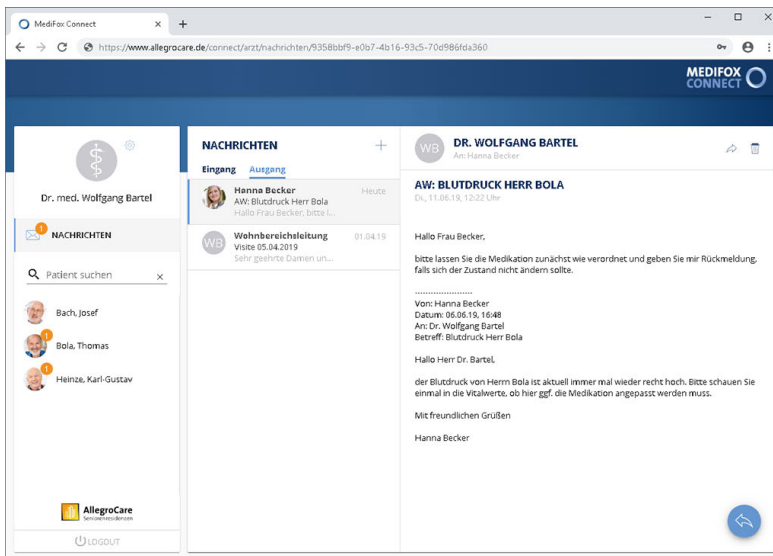 MediFox Connect
https://www.allegrocare.de/connect/arzt/nachrichten/9358bbf9-e0b7-4b16-93c5-70d986fda360
MEDIFOX
CONNECT
Dr. med. Wolfgang Bartel
1
NACHRICHTEN
Patient suchen
Bach, Josef
1
Bola, Thomas
1
Heinze, Karl-Gustav
AllegroCare
Seniorenresidenzen
LOGOUT
NACHRICHTEN
Eingang Ausgang
Hanna Becker Heute
AW: Blutdruck Herr Bola
Hallo Frau Becker, bitte l...
WB
Wohnbereichsleitung 01.04.19
Visite 05.04.2019
Sehr geehrte Damen un...
WB
DR. WOLFGANG BARTEL
An: Hanna Becker
AW: BLUTDRUCK HERR BOLA
Di., 11.06.19, 12:22 Uhr
Hallo Frau Becker,
bitte lassen Sie die Medikation zunächst wie verordnet und geben Sie mir Rückmeldung,
falls sich der Zustand nicht ändern sollte.
----------------------
Von: Hanna Becker
Datum: 06.06.19, 16:48
An: Dr. Wolfgang Bartel
Betreff: Blutdruck Herr Bola
Hallo Herr Dr. Bartel,
der Blutdruck von Herrn Bola ist aktuell immer mal wieder recht hoch. Bitte schauen Sie
einmal in die Vitalwerte, ob hier ggf. die Medikation angepasst werden muss.
Mit freundlichen Grüßen
Hanna Becker